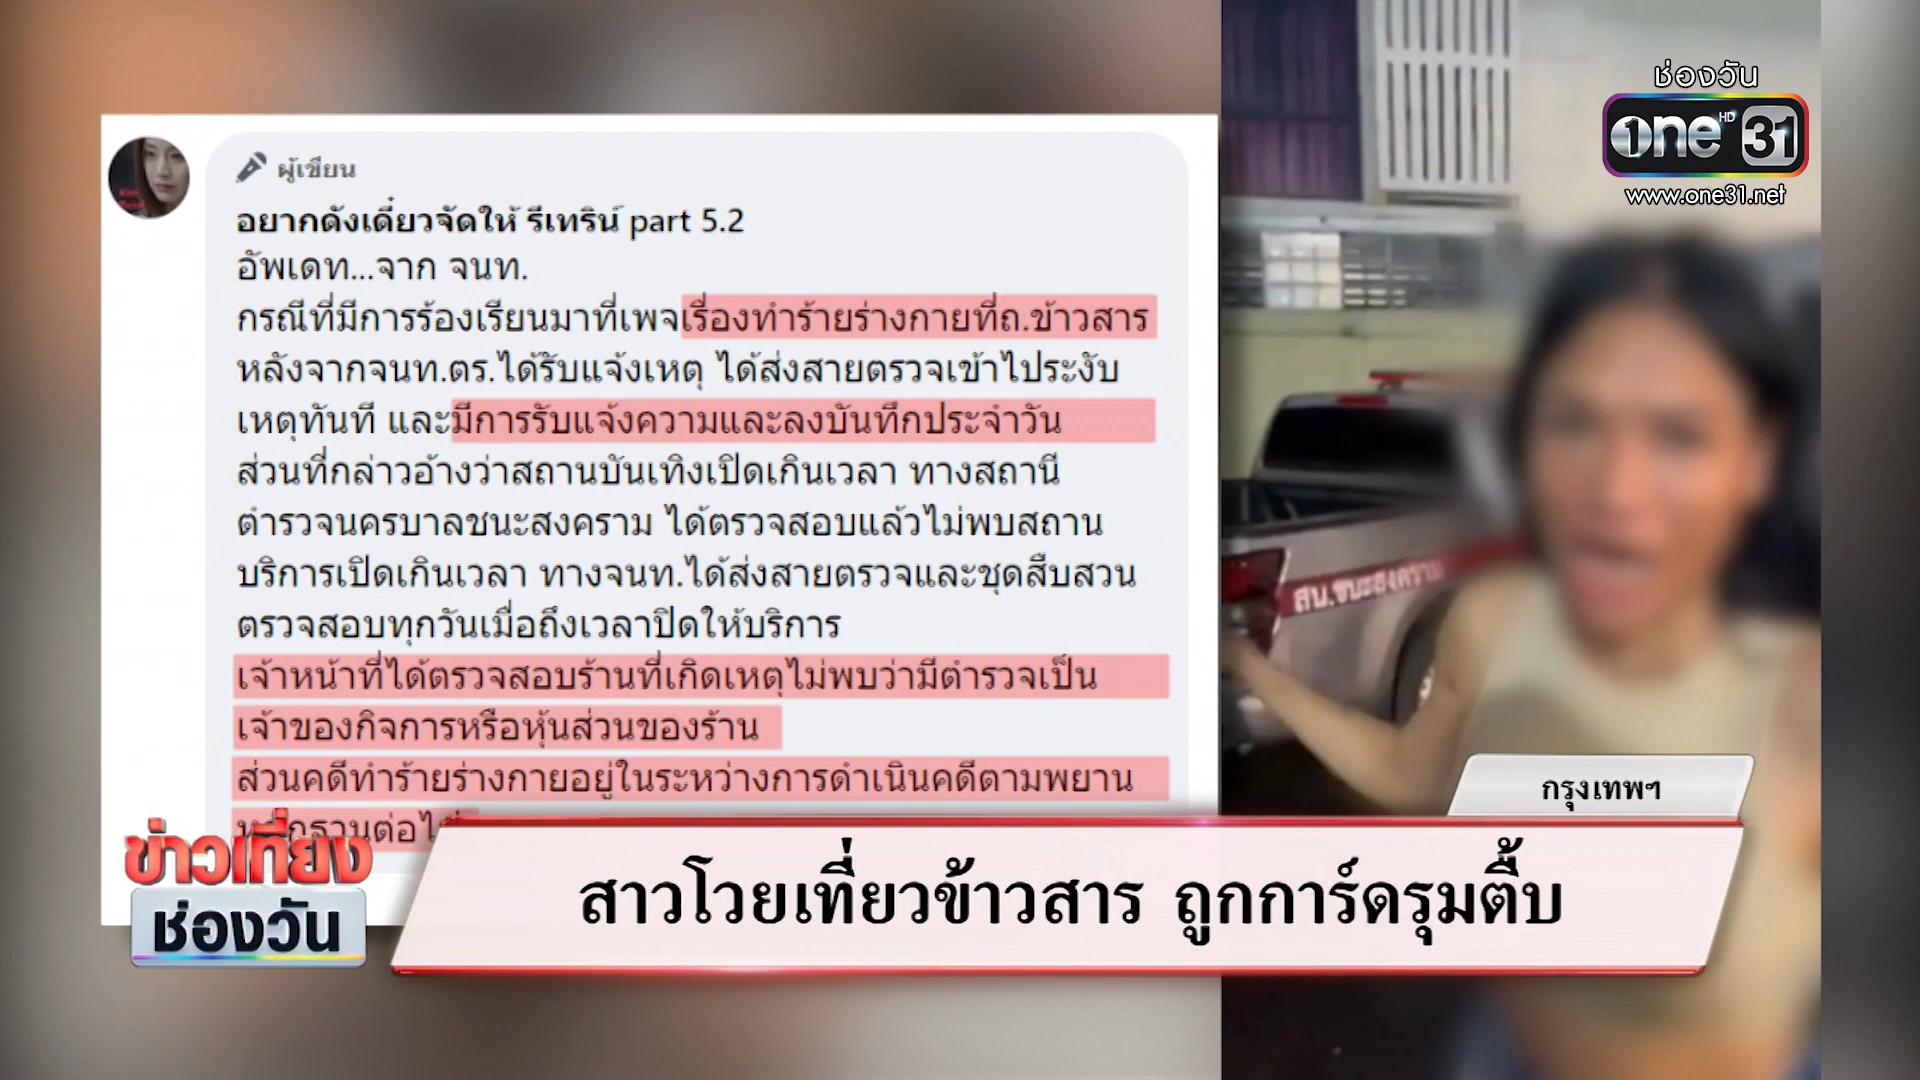 ช่องวัน
one HD 31
www.one31.net
ผู้เขียน
อยากดังเดี๋ยวจัดให้ รีเทริน์ part 5.2
อัพเดท...จาก จนท.
กรณีที่มีการร้องเรียนมาที่เพจเรื่องทำร้ายร่างกายที่ถ.ข้าวสาร
หลังจากจนท.ตร.ได้รับแจ้งเหตุ ได้ส่งสายตรวจเข้าไประงับ
เหตุทันที และมีการรับแจ้งความและลงบันทึกประจำวัน
ส่วนที่กล่าวอ้างว่าสถานบันเทิงเปิดเกินเวลา ทางสถานี
ตำรวจนครบาลชนะสงคราม ได้ตรวจสอบแล้วไม่พบสถาน
บริการเปิดเกินเวลา ทางจนท.ได้ส่งสายตรวจและชุดสืบสวน
ตรวจสอบทุกวันเมื่อถึงเวลาปิดให้บริการ
เจ้าหน้าที่ได้ตรวจสอบร้านที่เกิดเหตุไม่พบว่ามีตำรวจเป็น
เจ้าของกิจการหรือหุ้นส่วนของร้าน
ส่วนคดีทำร้ายร่างกายอยู่ในระหว่างการดำเนินคดีตามพยาน
สน.ชนะสงคราม
กรุงเทพฯ
ข่าวเที่ยง
ช่องวัน
สาวโวยเที่ยวข้าวสาร ถูกการ์ดรุมตื้บ